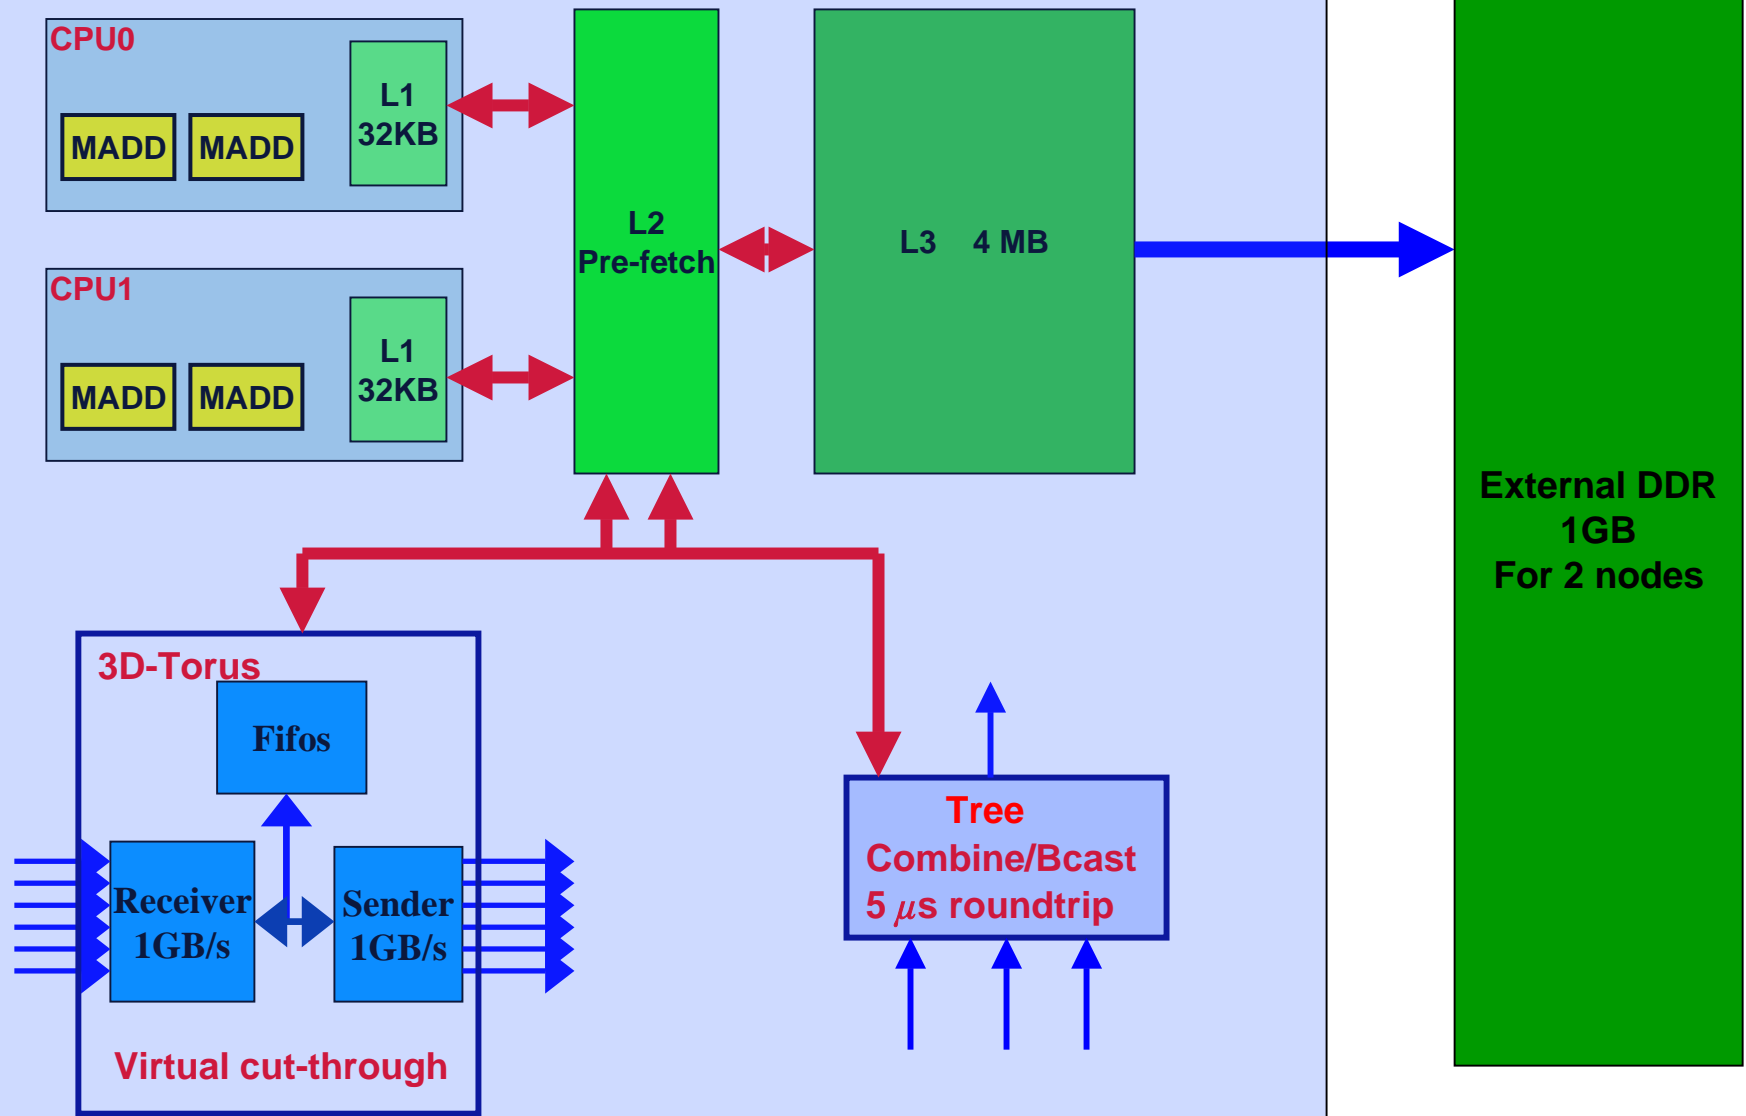 CPU0
L1
32KB
MADD MADD
CPU1
L1
32KB
MADD MADD
L2
Pre-fetch
L3 4 MB
External DDR
1GB
For 2 nodes
3D-Torus
Fifos
Receiver
1GB/s
Sender
1GB/s
Virtual cut-through
Tree
Combine/Bcast
5 μs roundtrip